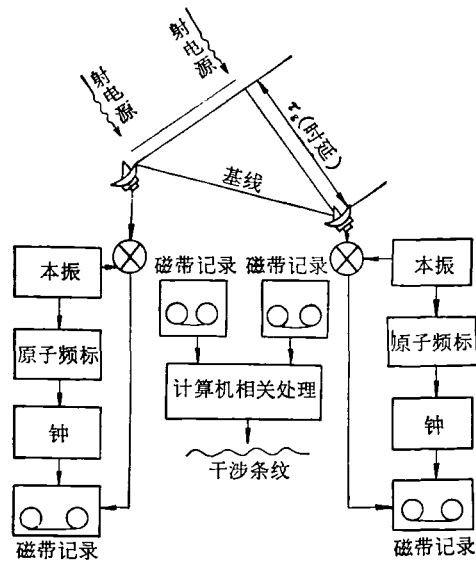 射电源
射电源
τg(时延)
基线
磁带记录 磁带记录
本振
本振
原子频标
原子频标
计算机相关处理
钟
钟
干涉条纹
磁带记录
磁带记录